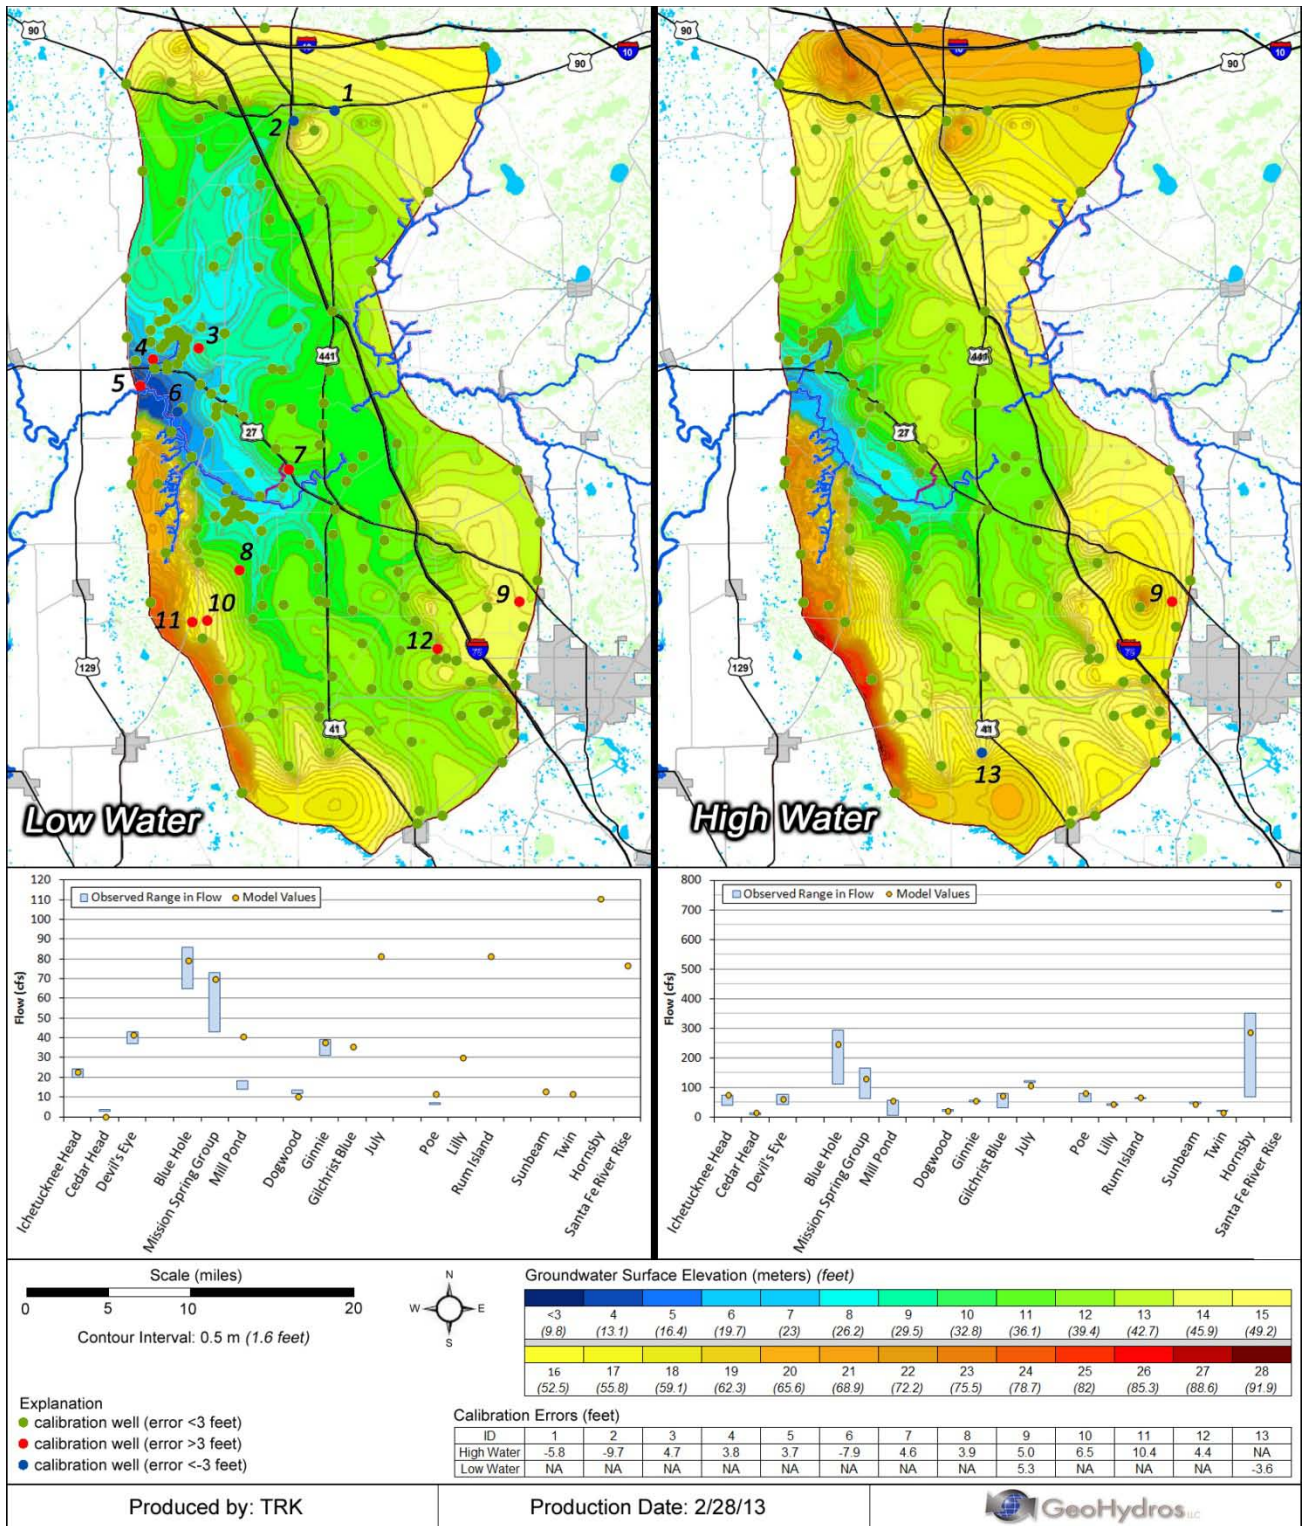 90
10
90
1
2
3
4
5
6
7
8
9
10
11
12
441
27
129
75
41
Low Water
90
10
90
441
27
129
75
9
41
13
High Water
120
110
100
90
80
70
60
50
40
30
20
10
0
Flow (cfs)
Observed Range in Flow Model Values
Ichetucknee Head
Cedar Head
Devil's Eye
Blue Hole
Mission Spring Group
Mill Pond
Dogwood
Ginnie
Gilchrist Blue
July
Poe
Lilly
Rum Island
Sunbeam
Twin
Hornsby
Santa Fe River Rise
800
700
600
500
400
300
200
100
0
Flow (cfs)
Observed Range in Flow Model Values
Ichetucknee Head
Cedar Head
Devil's Eye
Blue Hole
Mission Spring Group
Mill Pond
Dogwood
Ginnie
Gilchrist Blue
July
Poe
Lilly
Rum Island
Sunbeam
Twin
Hornsby
Santa Fe River Rise
Scale (miles)
0 5 10 20
Contour Interval: 0.5 m (1.6 feet)
N
W E
S
Explanation
calibration well (error <3 feet)
calibration well (error >3 feet)
calibration well (error <-3 feet)
Groundwater Surface Elevation (meters) (feet)
<3 4 5 6 7 8 9 10 11 12 13 14 15
(9.8) (13.1) (16.4) (19.7) (23) (26.2) (29.5) (32.8) (36.1) (39.4) (42.7) (45.9) (49.2)
16 17 18 19 20 21 22 23 24 25 26 27 28
(52.5) (55.8) (59.1) (62.3) (65.6) (68.9) (72.2) (75.5) (78.7) (82) (85.3) (88.6) (91.9)
Calibration Errors (feet)
ID 1 2 3 4 5 6 7 8 9 10 11 12 13
High Water -5.8 -9.7 4.7 3.8 3.7 -7.9 4.6 3.9 5.0 6.5 10.4 4.4 NA
Low Water NA NA NA NA NA NA NA NA 5.3 NA NA NA -3.6
Produced by: TRK
Production Date: 2/28/13
GeoHydros LLC